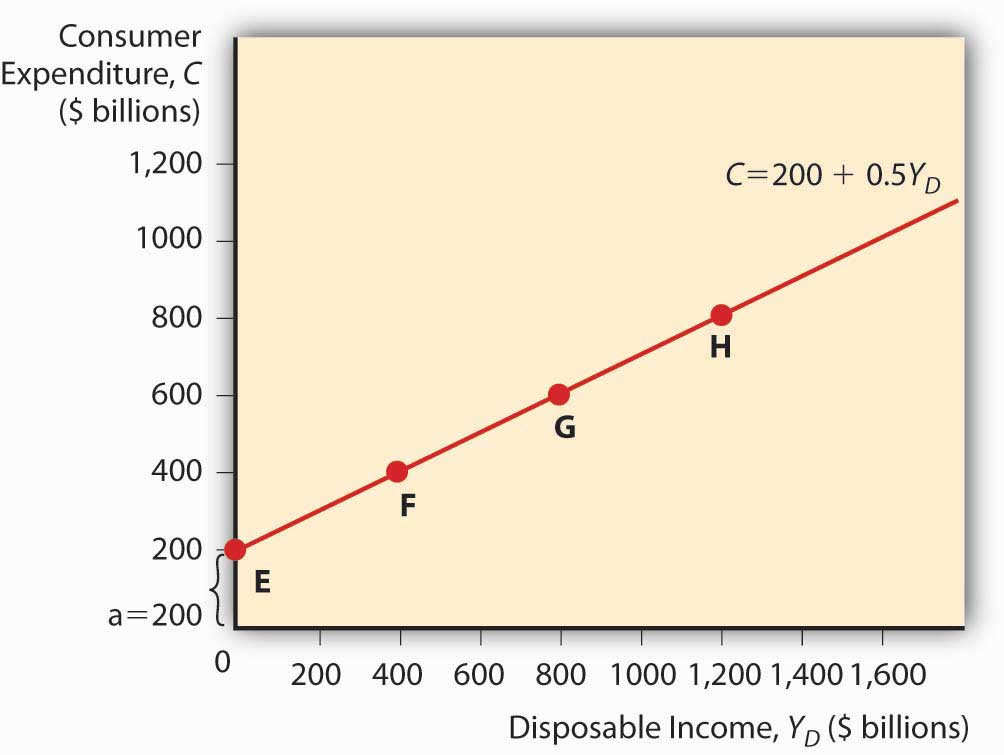 Consumer
Expenditure, C
($ billions)
1,200
C=200 + 0.5Y_D
1000
800
H
600
G
400
F
200
E
a=200
0
200 400 600 800 1000 1,200 1,400 1,600
Disposable Income, Y_D ($ billions)